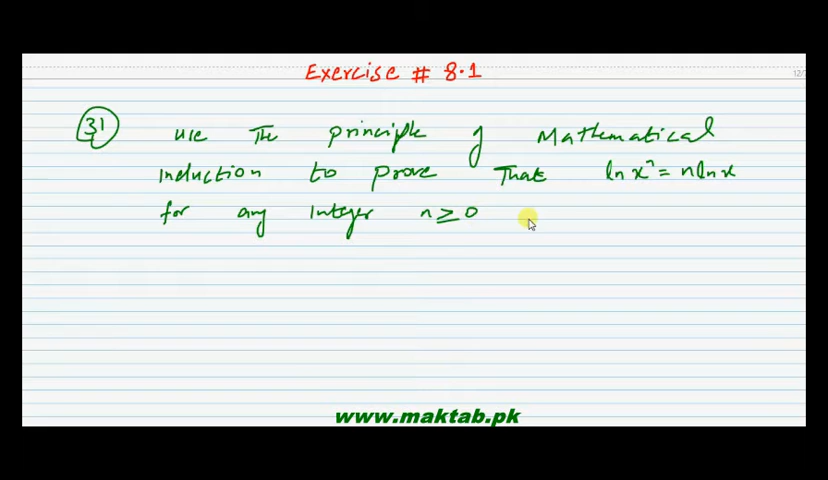 Exercise # 8.1
31 use The principle of Mathematical
induction to prove That ln xⁿ = n ln x
for any integer n ≥ 0
www.maktab.pk